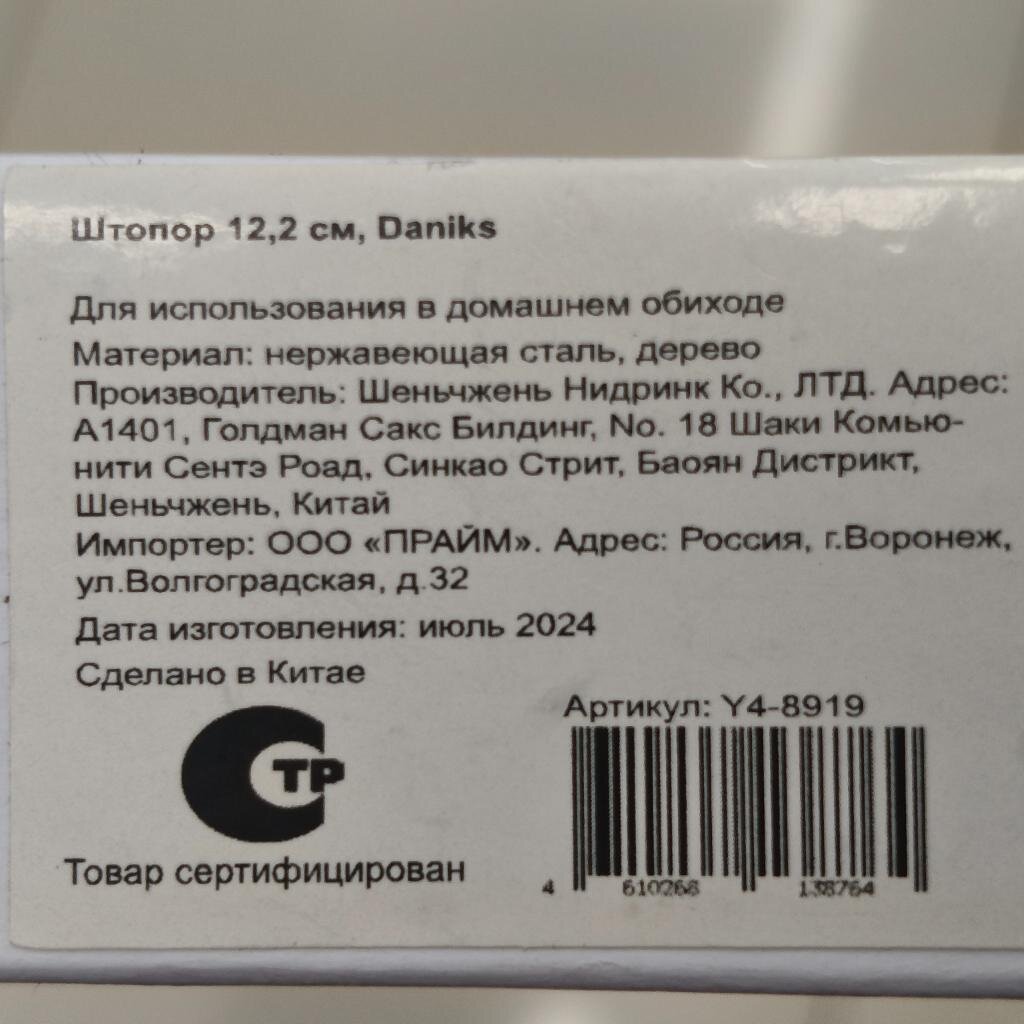 Штопор 12,2 см, Daniks
Для использования в домашнем обиходе
Материал: нержавеющая сталь, дерево
Производитель: Шеньчжень Нидринк Ко., ЛТД. Адрес:
А1401, Голдман Сакс Билдинг, No. 18 Шаки Комью-
нити Сентэ Роад, Синкао Стрит, Баоян Дистрикт,
Шеньчжень, Китай
Импортер: ООО «ПРАЙМ». Адрес: Россия, г.Воронеж,
ул.Волгоградская, д.32
Дата изготовления: июль 2024
Сделано в Китае
Артикул: Y4-8919
ТР
Товар сертифицирован
4 610268 138764